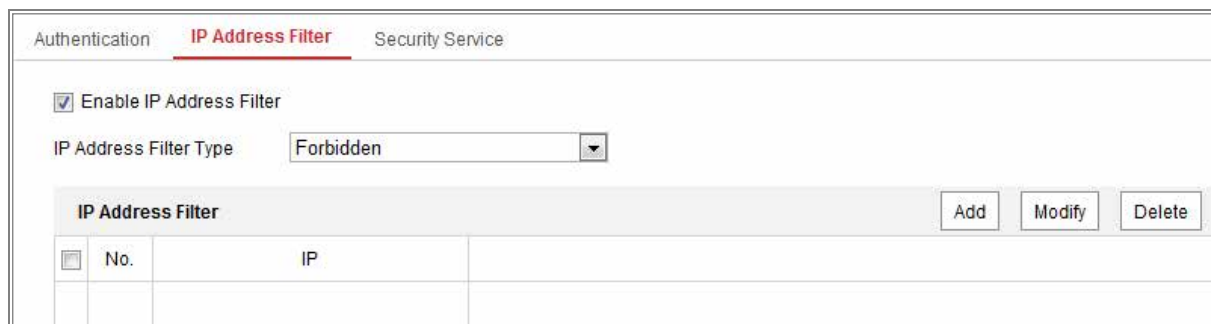 Authentication IP Address Filter Security Service
Enable IP Address Filter
IP Address Filter Type Forbidden
IP Address Filter Add Modify Delete
No. IP